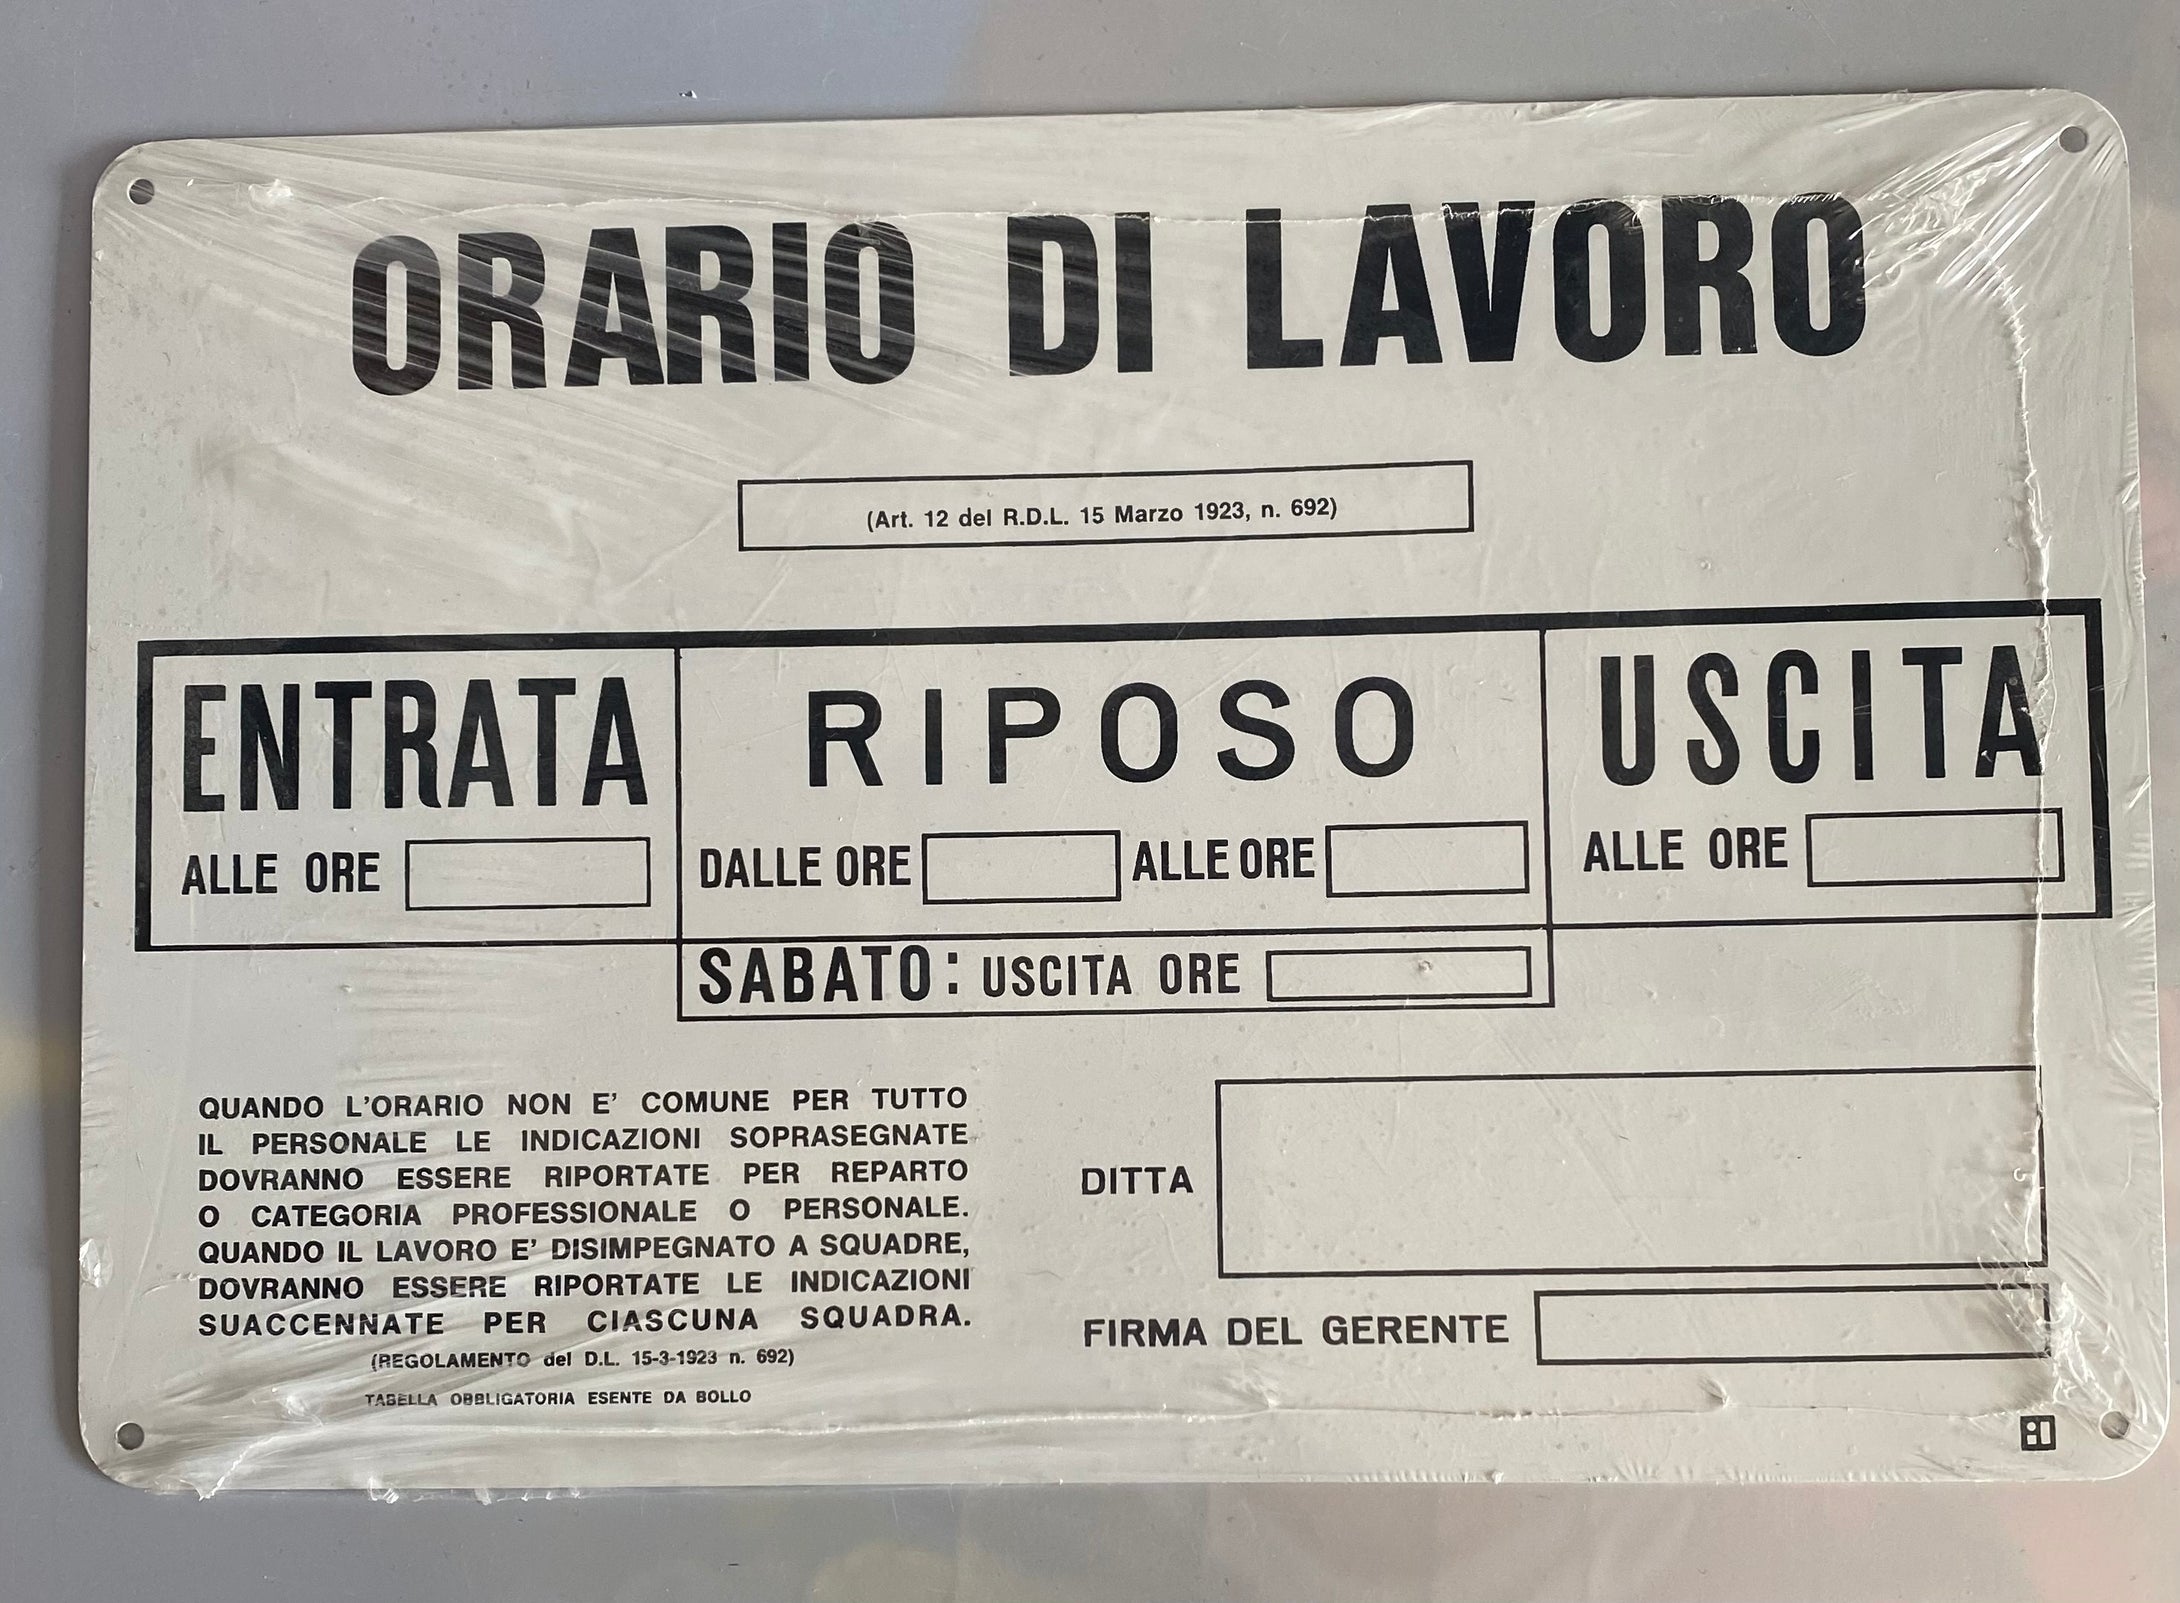 ORARIO DI LAVORO
(Art. 12 del R.D.L. 15 Marzo 1923, n. 692)
ENTRATA
ALLE ORE
RIPOSO
DALLE ORE ALLE ORE
USCITA
ALLE ORE
SABATO: USCITA ORE
QUANDO L'ORARIO NON E' COMUNE PER TUTTO
IL PERSONALE LE INDICAZIONI SOPRASEGNATE
DOVRANNO ESSERE RIPORTATE PER REPARTO
O CATEGORIA PROFESSIONALE O PERSONALE.
QUANDO IL LAVORO E' DISIMPEGNATO A SQUADRE,
DOVRANNO ESSERE RIPORTATE LE INDICAZIONI
SUACCENNATE PER CIASCUNA SQUADRA.
(REGOLAMENTO del D.L. 15-3-1923 n. 692)
TABELLA OBBLIGATORIA ESENTE DA BOLLO
DITTA
FIRMA DEL GERENTE